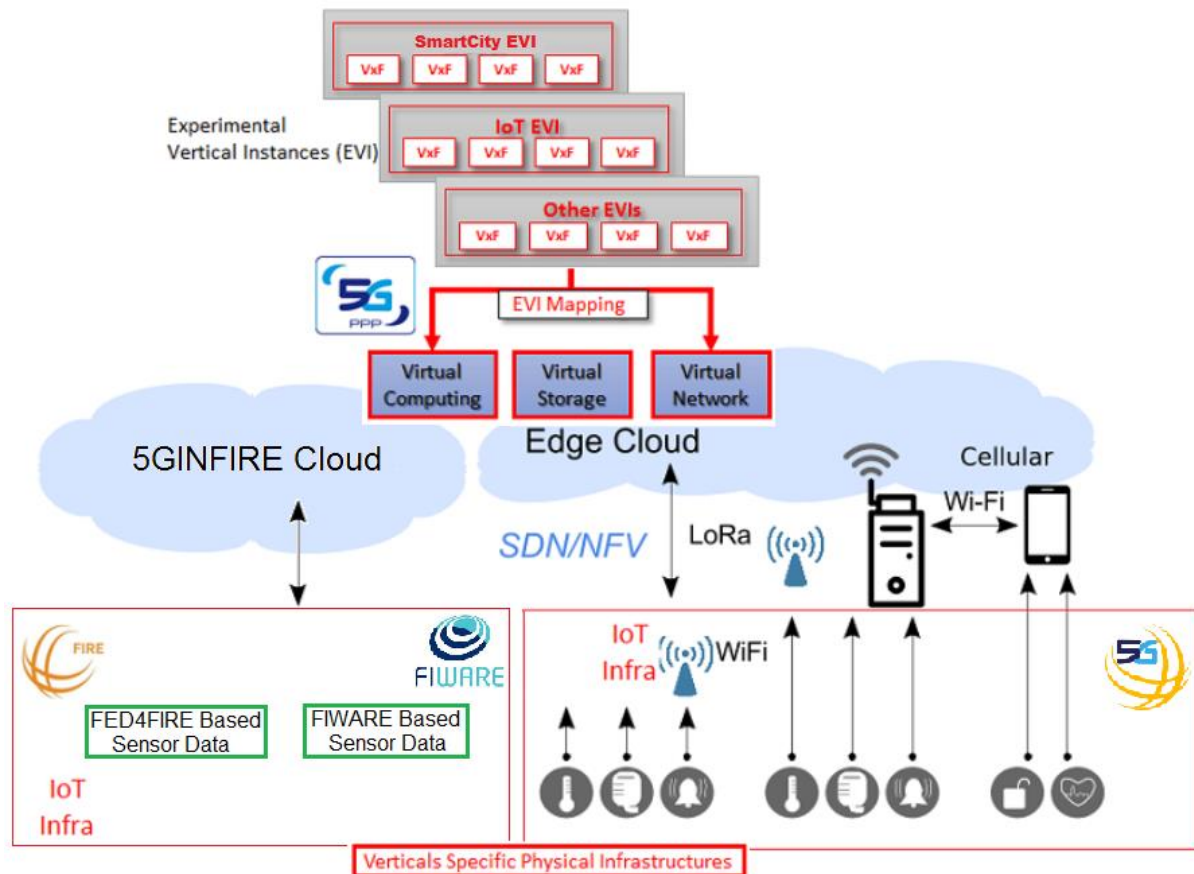 SmartCity EVI
VxF VxF VxF VxF
Experimental
Vertical Instances (EVI)
IoT EVI
VxF VxF VxF VxF
Other EVIs
VxF VxF VxF VxF
5G
PPP
EVI Mapping
Virtual
Computing
Virtual
Storage
Virtual
Network
5GINFIRE Cloud
Edge Cloud
Cellular
Wi-Fi
SDN/NFV
LoRa
FIRE
FIWARE
IoT
Infra
WiFi
5G
FED4FIRE Based
Sensor Data
FIWARE Based
Sensor Data
IoT
Infra
Verticals Specific Physical Infrastructures